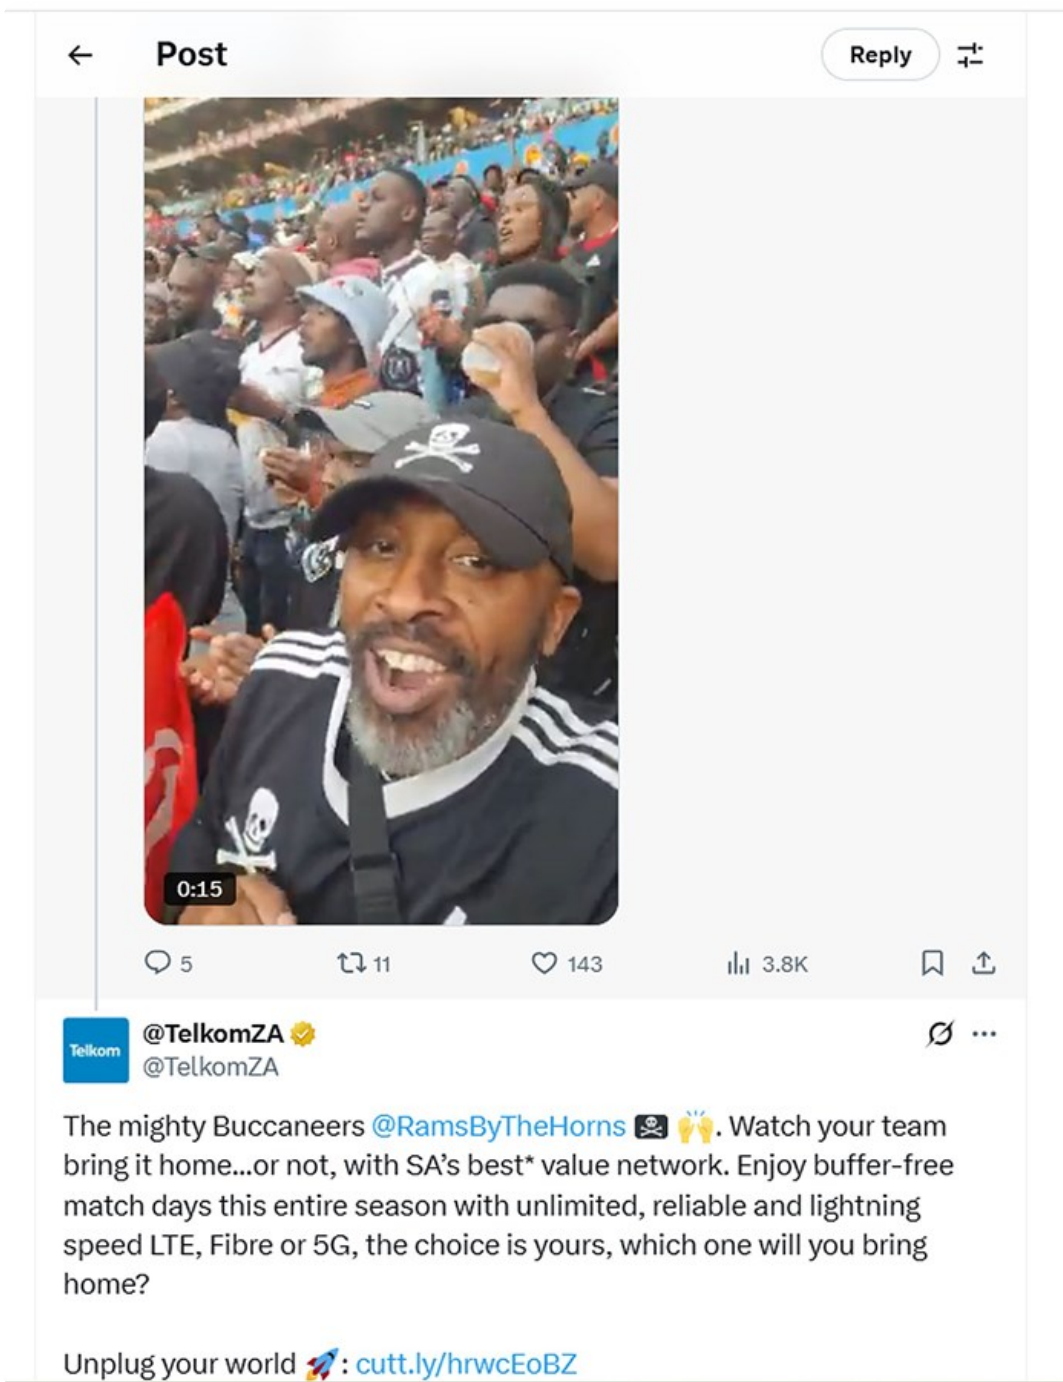 ← Post Reply
0:15
5 11 143 3.8K
Telkom
@TelkomZA
@TelkomZA
The mighty Buccaneers @RamsByTheHorns 🏴‍☠️ 🙌. Watch your team
bring it home...or not, with SA's best* value network. Enjoy buffer-free
match days this entire season with unlimited, reliable and lightning
speed LTE, Fibre or 5G, the choice is yours, which one will you bring
home?
Unplug your world 🚀: cutt.ly/hrwcEoBZ